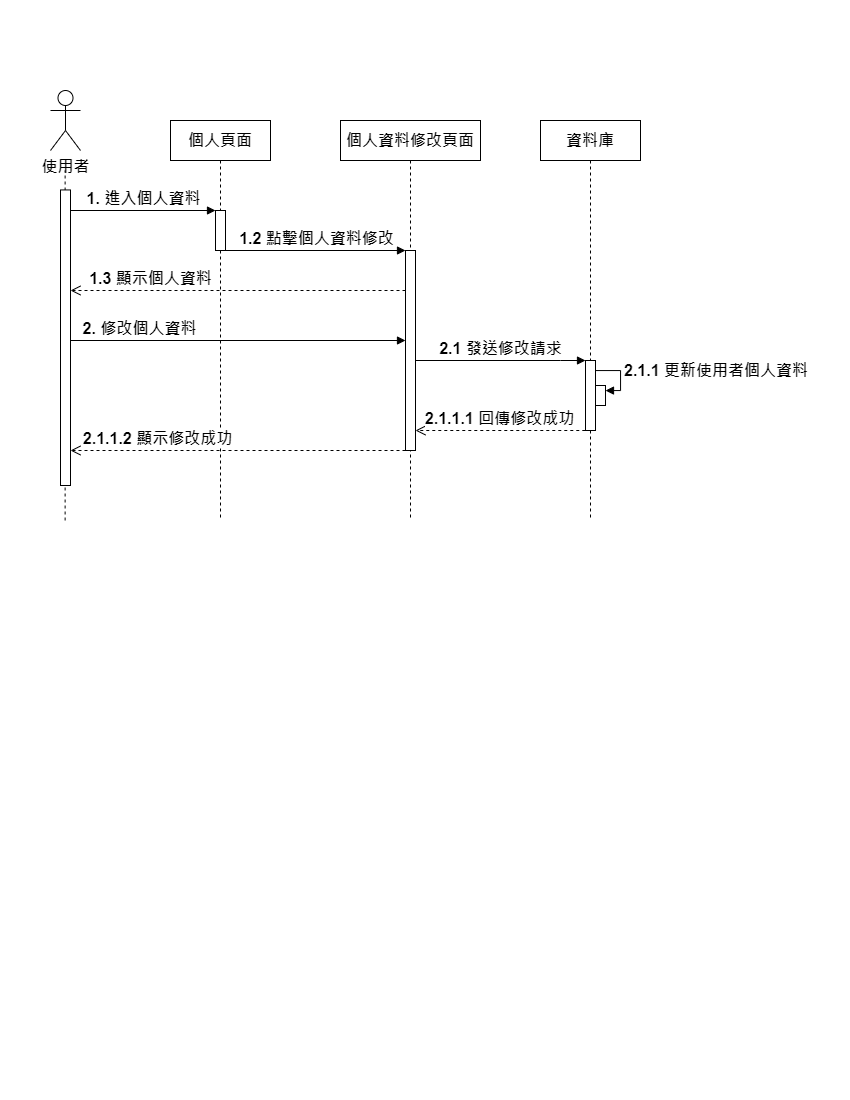 個人頁面
個人資料修改頁面
資料庫
使用者
1. 進入個人資料
1.2 點擊個人資料修改
1.3 顯示個人資料
2. 修改個人資料
2.1 發送修改請求
2.1.1 更新使用者個人資料
2.1.1.1 回傳修改成功
2.1.1.2 顯示修改成功